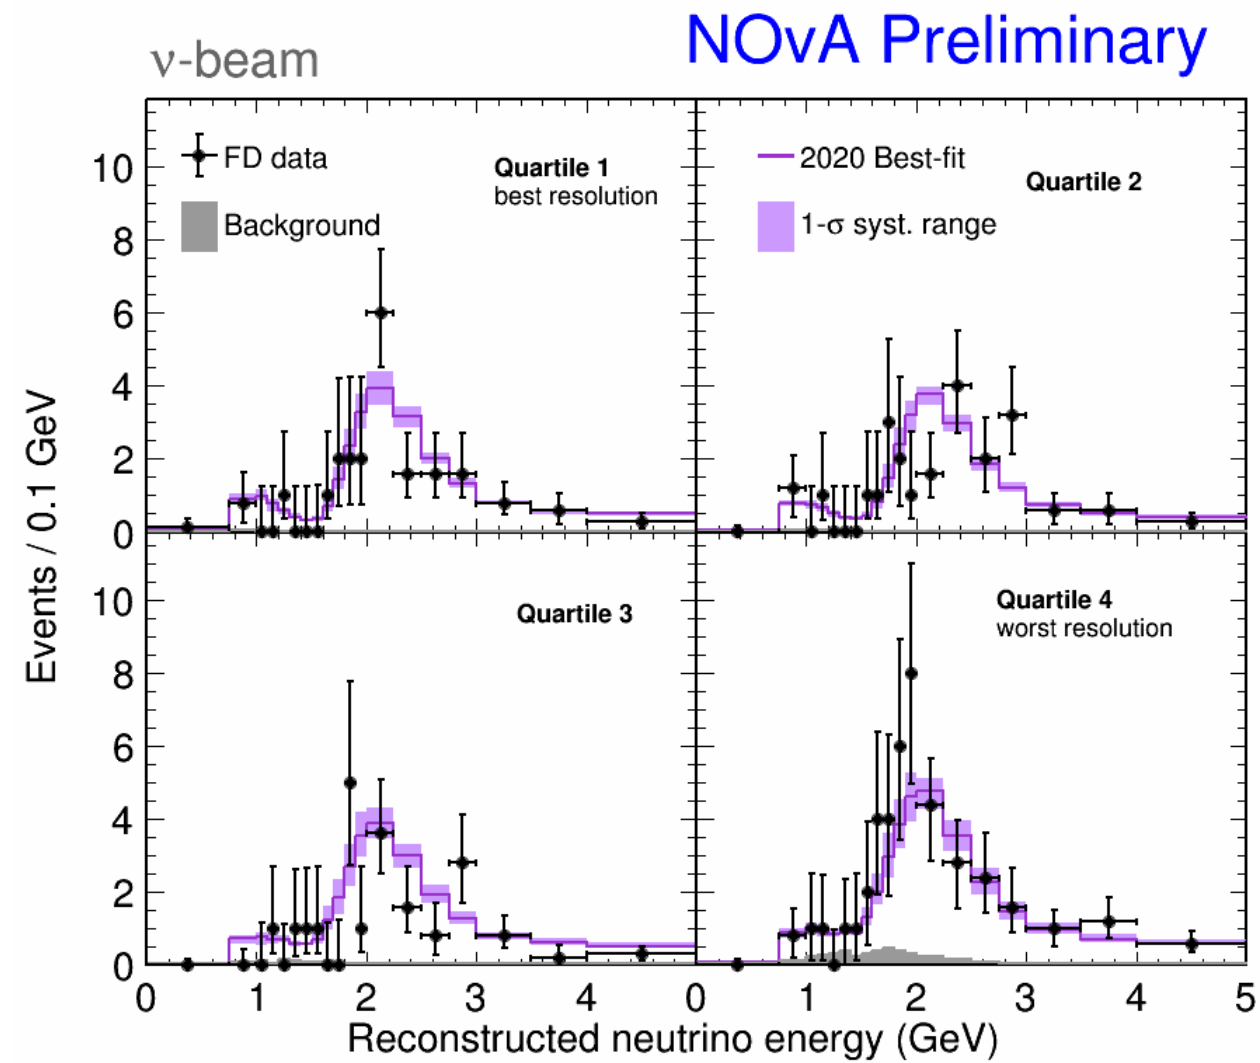 ν-beam
NOvA Preliminary
FD data
Background
Quartile 1
best resolution
2020 Best-fit
1-σ syst. range
Quartile 2
10
8
6
4
2
0
Quartile 3
Quartile 4
worst resolution
10
8
6
4
2
0
Events / 0.1 GeV
0 1 2 3 4 0 1 2 3 4 5
Reconstructed neutrino energy (GeV)